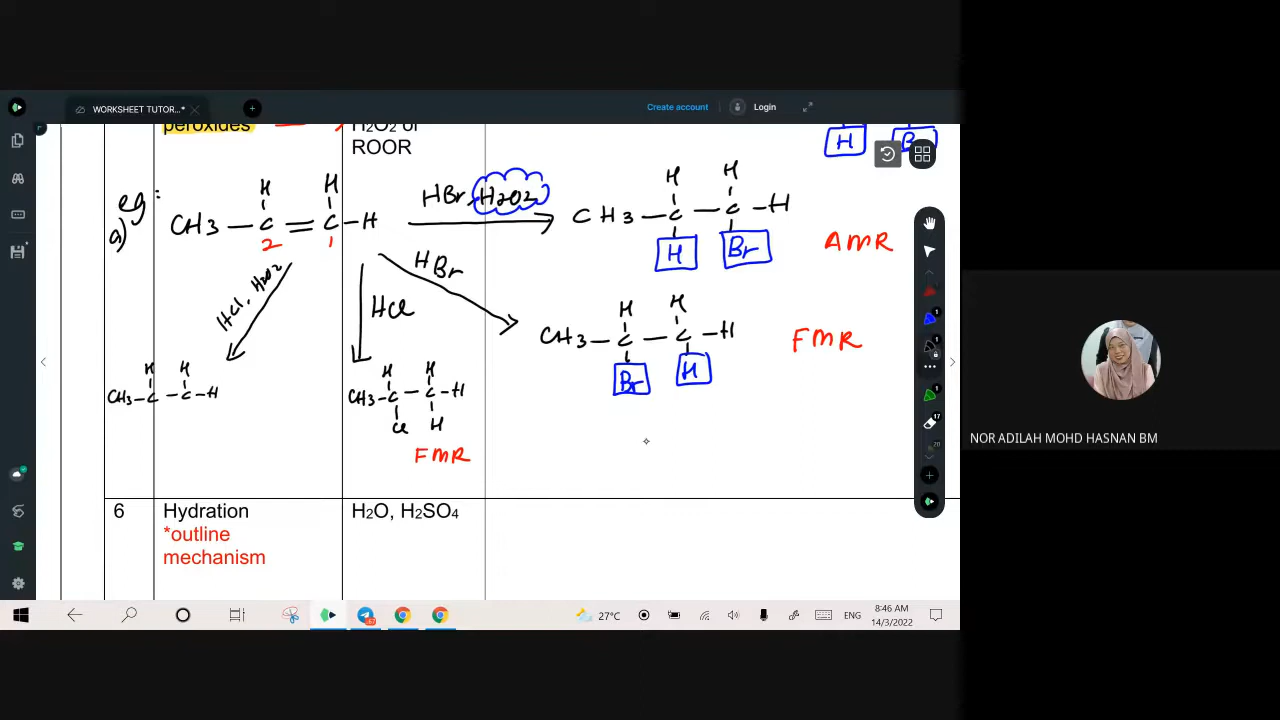 WORKSHEET TUTOR...*
Create account
Login
peroxides
H2O2 or
ROOR
H
B
eg:
a)
H H
CH3 — C = C — H
2 1
HBr, H2O2
H H
CH3 — C — C — H
H Br
AMR
HCl, H2O2
HCl
HBr
H H
CH3 — C — C — H
Br H
FMR
H H
CH3 — C — C — H
H H
CH3 — C — C — H
Cl H
FMR
6
Hydration
*outline
mechanism
H2O, H2SO4
NOR ADILAH MOHD HASNAN BM
27°C
ENG
8:46 AM
14/3/2022